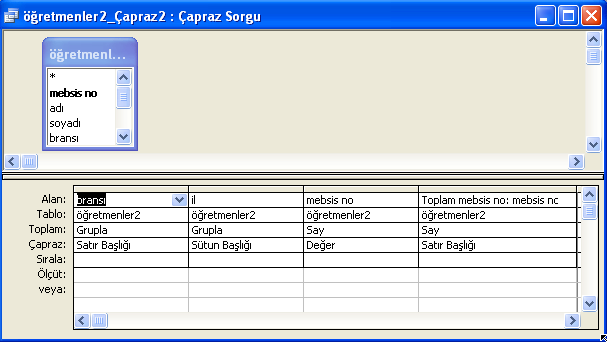 öğretmenler2_Çapraz2 : Çapraz Sorgu
öğretmenl...
*
mebsis no
adı
soyadı
bransı
Alan: bransı il mebsis no Toplam mebsis no: mebsis no
Tablo: öğretmenler2 öğretmenler2 öğretmenler2 öğretmenler2
Toplam: Grupla Grupla Say Say
Çapraz: Satır Başlığı Sütun Başlığı Değer Satır Başlığı
Sırala:
Ölçüt:
veya: